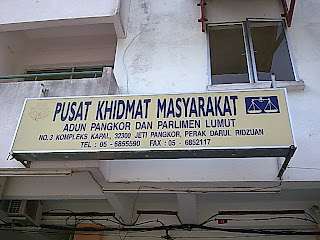 PUSAT KHIDMAT MASYARAKAT
ADUN PANGKOR DAN PARLIMEN LUMUT
NO. 3 KOMPLEKS KAPAL, 32300 JETI PANGKOR, PERAK DARUL RIDZUAN
TEL : 05 - 6855590 FAX : 05 - 6852117